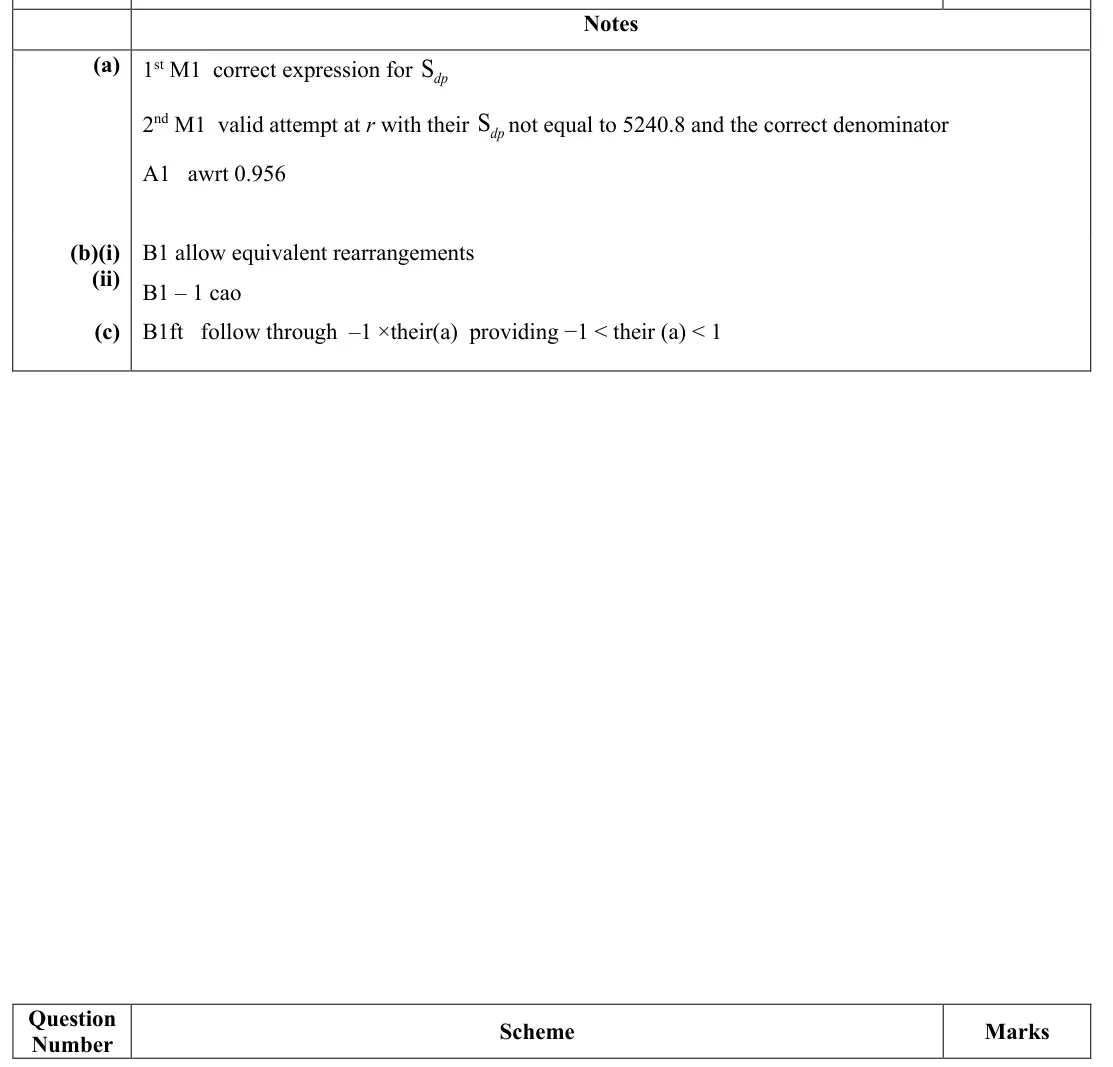 Notes
(a) 1st M1 correct expression for Sdp
2nd M1 valid attempt at r with their Sdp not equal to 5240.8 and the correct denominator
A1 awrt 0.956
(b)(i) B1 allow equivalent rearrangements
(ii) B1 – 1 cao
(c) B1ft follow through –1 ×their(a) providing −1 < their (a) < 1
Question Number Scheme Marks